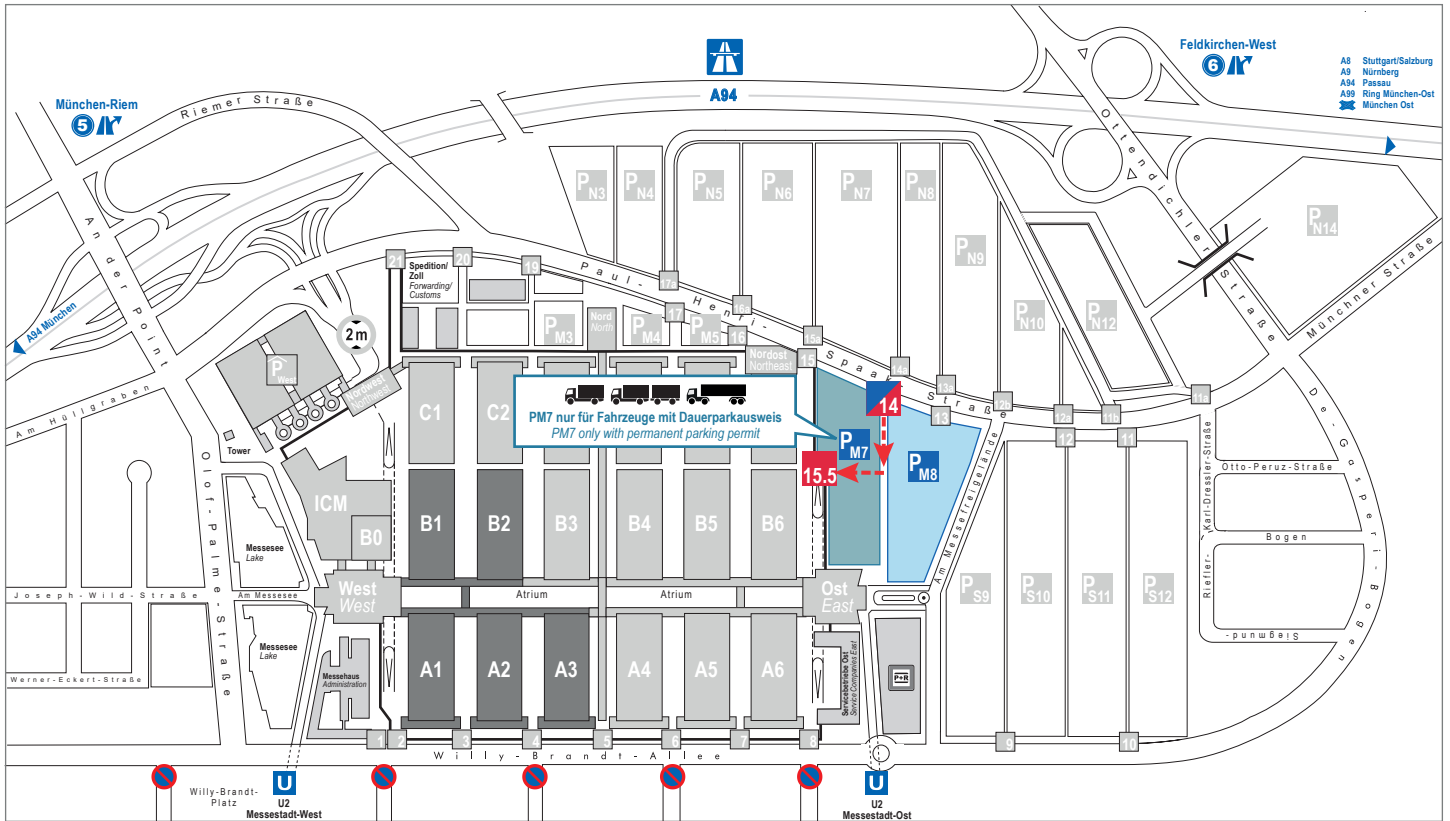 Feldkirchen-West
6
A8 Stuttgart/Salzburg
A9 Nürnberg
A94 Passau
A99 Ring München-Ost
München Ost
A94
München-Riem
5
Riemer Straße
An der Point
Ottendichler Straße
Münchner Straße
De-Gasperi-Bogen
A94 München
Am Hüllgraben
Olof-Palme-Straße
Paul-Henri-Spaak-Straße
P N3
P N4
P N5
P N6
P N7
P N8
P N9
P N10
P N12
P N14
21
20
19
17a
17
16a
16
15a
15
14a
13a
13
12b
12a
11b
11a
12
11
Spedition/
Zoll
Forwarding/
Customs
2 m
P West
Nordwest
Northwest
Tower
P M3
Nord
North
P M4
P M5
Nordost
Northeast
C1
C2
PM7 nur für Fahrzeuge mit Dauerparkausweis
PM7 only with permanent parking permit
14
P M7
P M8
15.5
Am Messefreigelände
Karl-Dressler-Straße
Otto-Peruz-Straße
Bogen
Riefler-
Siegmund-
ICM
B0
B1
B2
B3
B4
B5
B6
Messesee
Lake
West
West
Atrium
Atrium
Ost
East
P S9
P S10
P S11
P S12
Joseph-Wild-Straße
Am Messesee
Messesee
Lake
Werner-Eckert-Straße
Messehaus
Administration
A1
A2
A3
A4
A5
A6
Servicebetriebe Ost
Service Companies East
P+R
1
2
3
4
5
6
7
8
9
10
Willy-Brandt-Allee
Willy-Brandt-
Platz
U
U2
Messestadt-West
U
U2
Messestadt-Ost